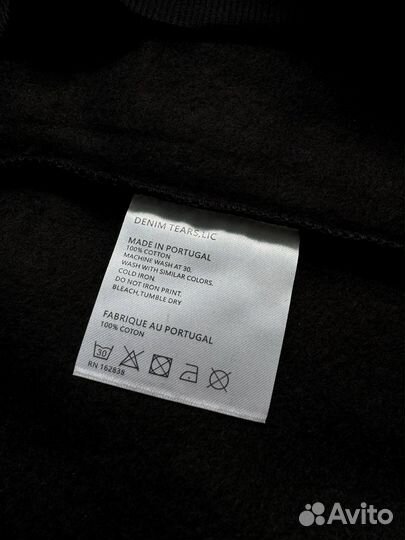 DENIM TEARS,LIC
MADE IN PORTUGAL
100% COTTON
MACHINE WASH AT 30.
WASH WITH SIMILAR COLORS.
COLD IRON.
DO NOT IRON PRINT.
BLEACH,TUMBLE DRY
FABRIQUE AU PORTUGAL
100% COTON
30
RN 162838
Avito